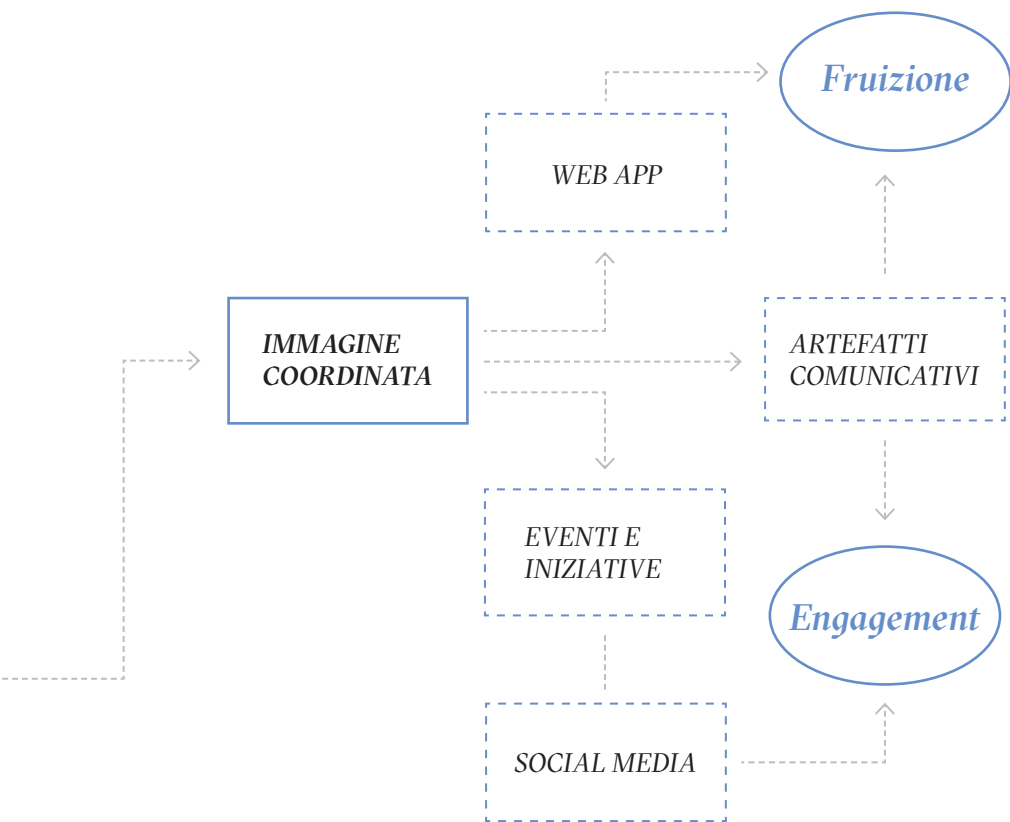 Fruizione
WEB APP
IMMAGINE
COORDINATA
ARTEFATTI
COMUNICATIVI
EVENTI E
INIZIATIVE
Engagement
SOCIAL MEDIA